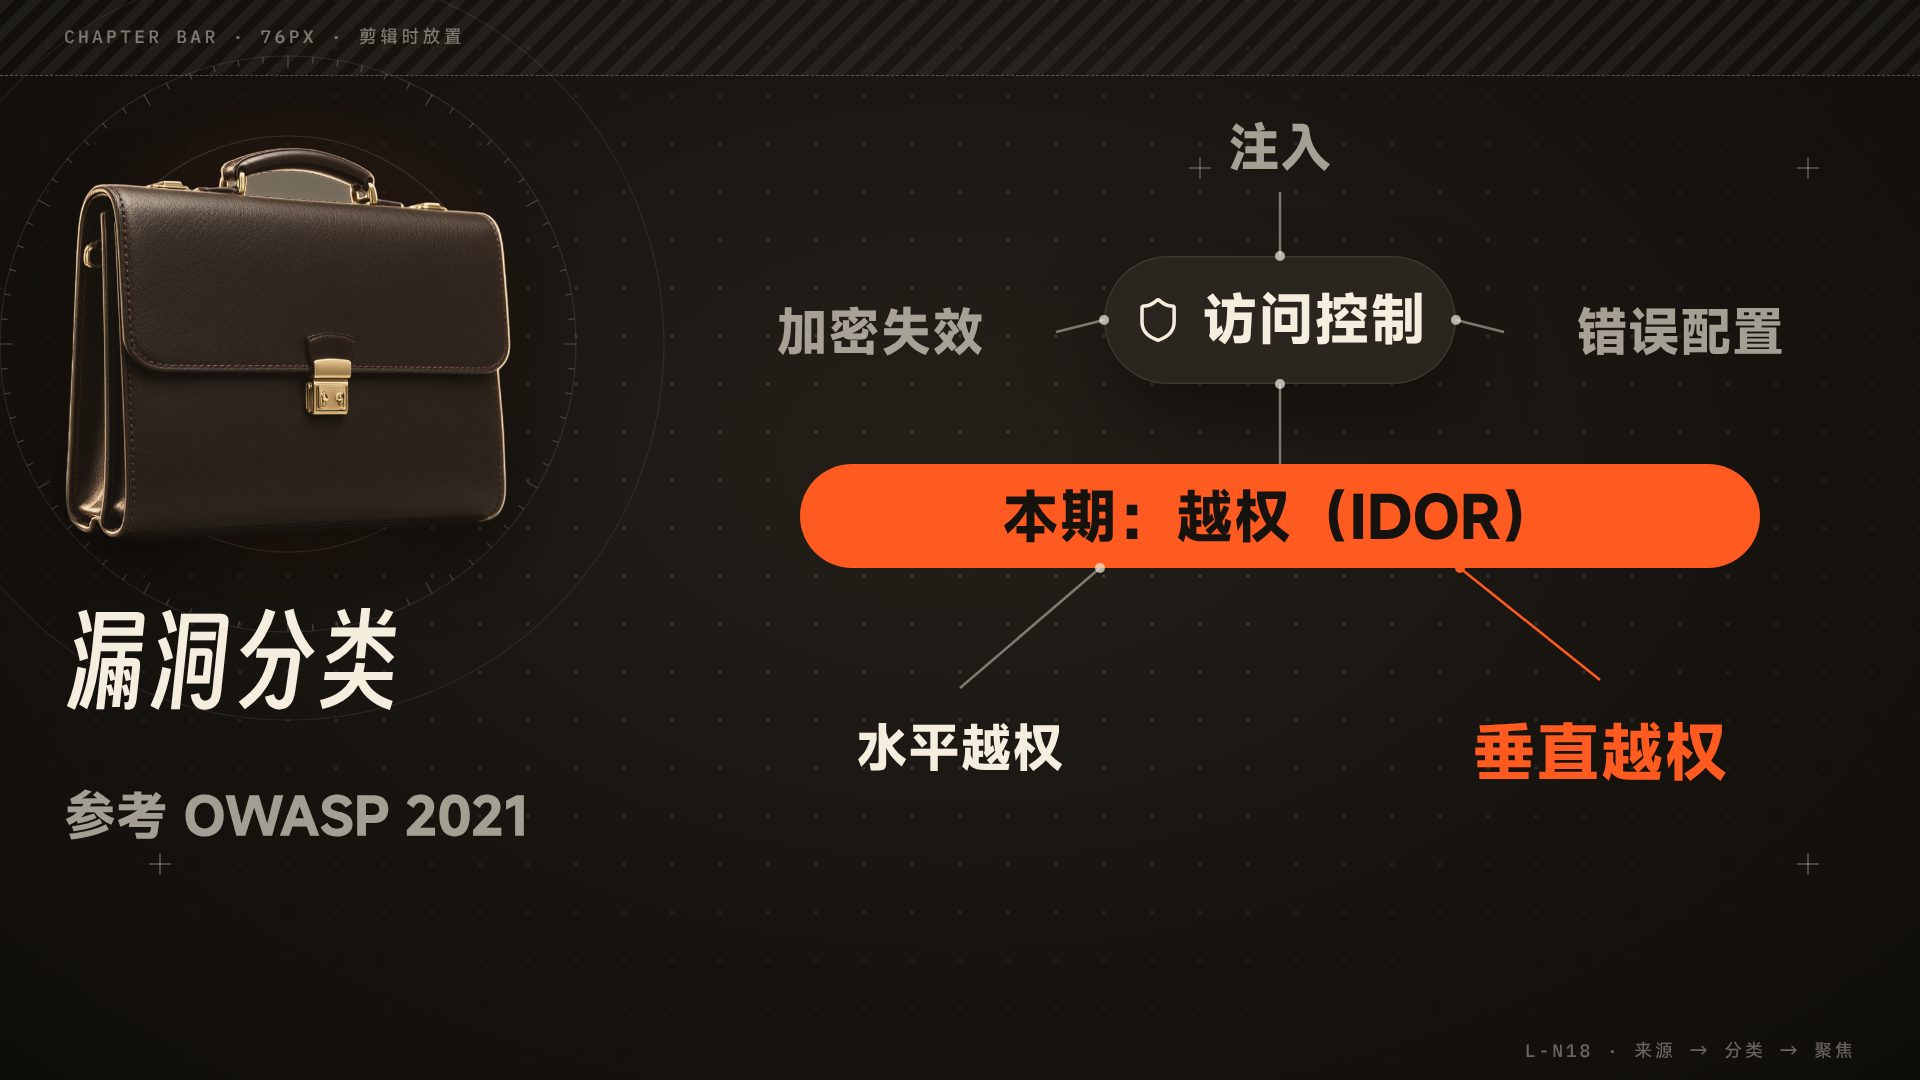 CHAPTER BAR · 76PX · 剪辑时放置
注入
加密失效
访问控制
错误配置
本期：越权（IDOR）
漏洞分类
水平越权
垂直越权
参考 OWASP 2021
L-N18 · 来源 → 分类 → 聚焦